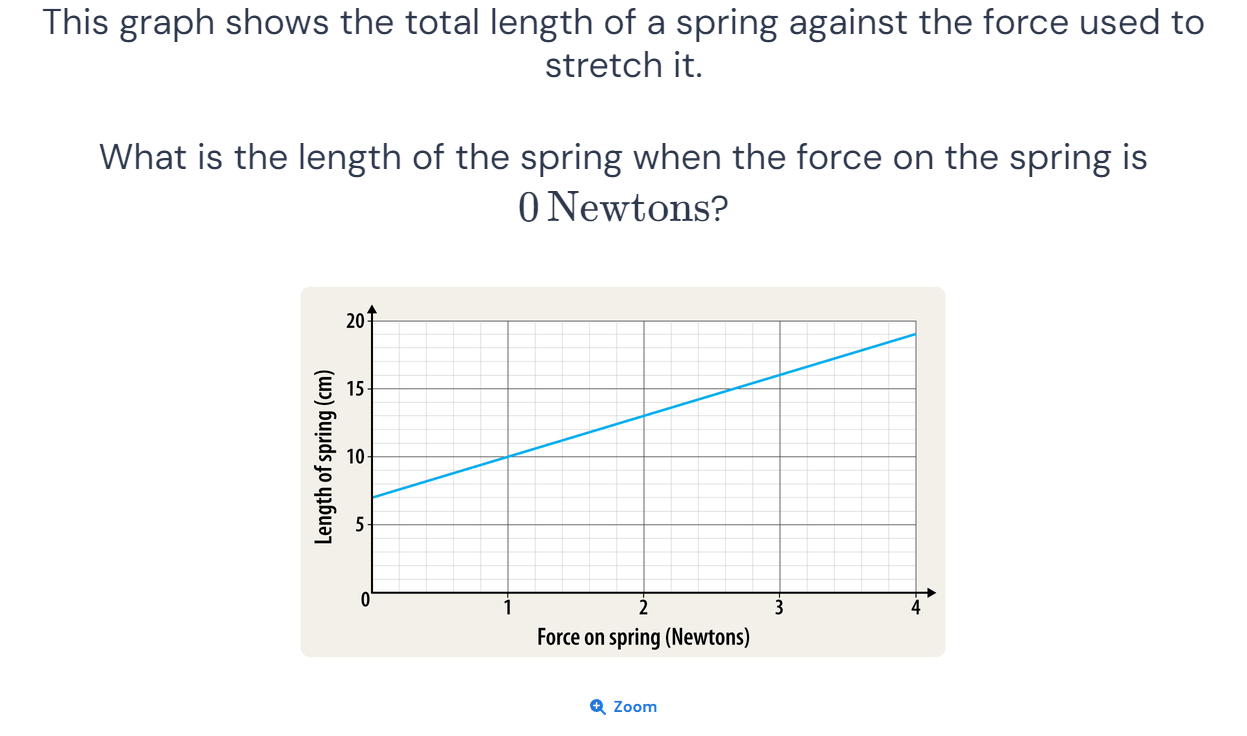 This graph shows the total length of a spring against the force used to
stretch it.
What is the length of the spring when the force on the spring is
0 Newtons?
20
15
10
5
0
Length of spring (cm)
1
2
3
4
Force on spring (Newtons)
Zoom